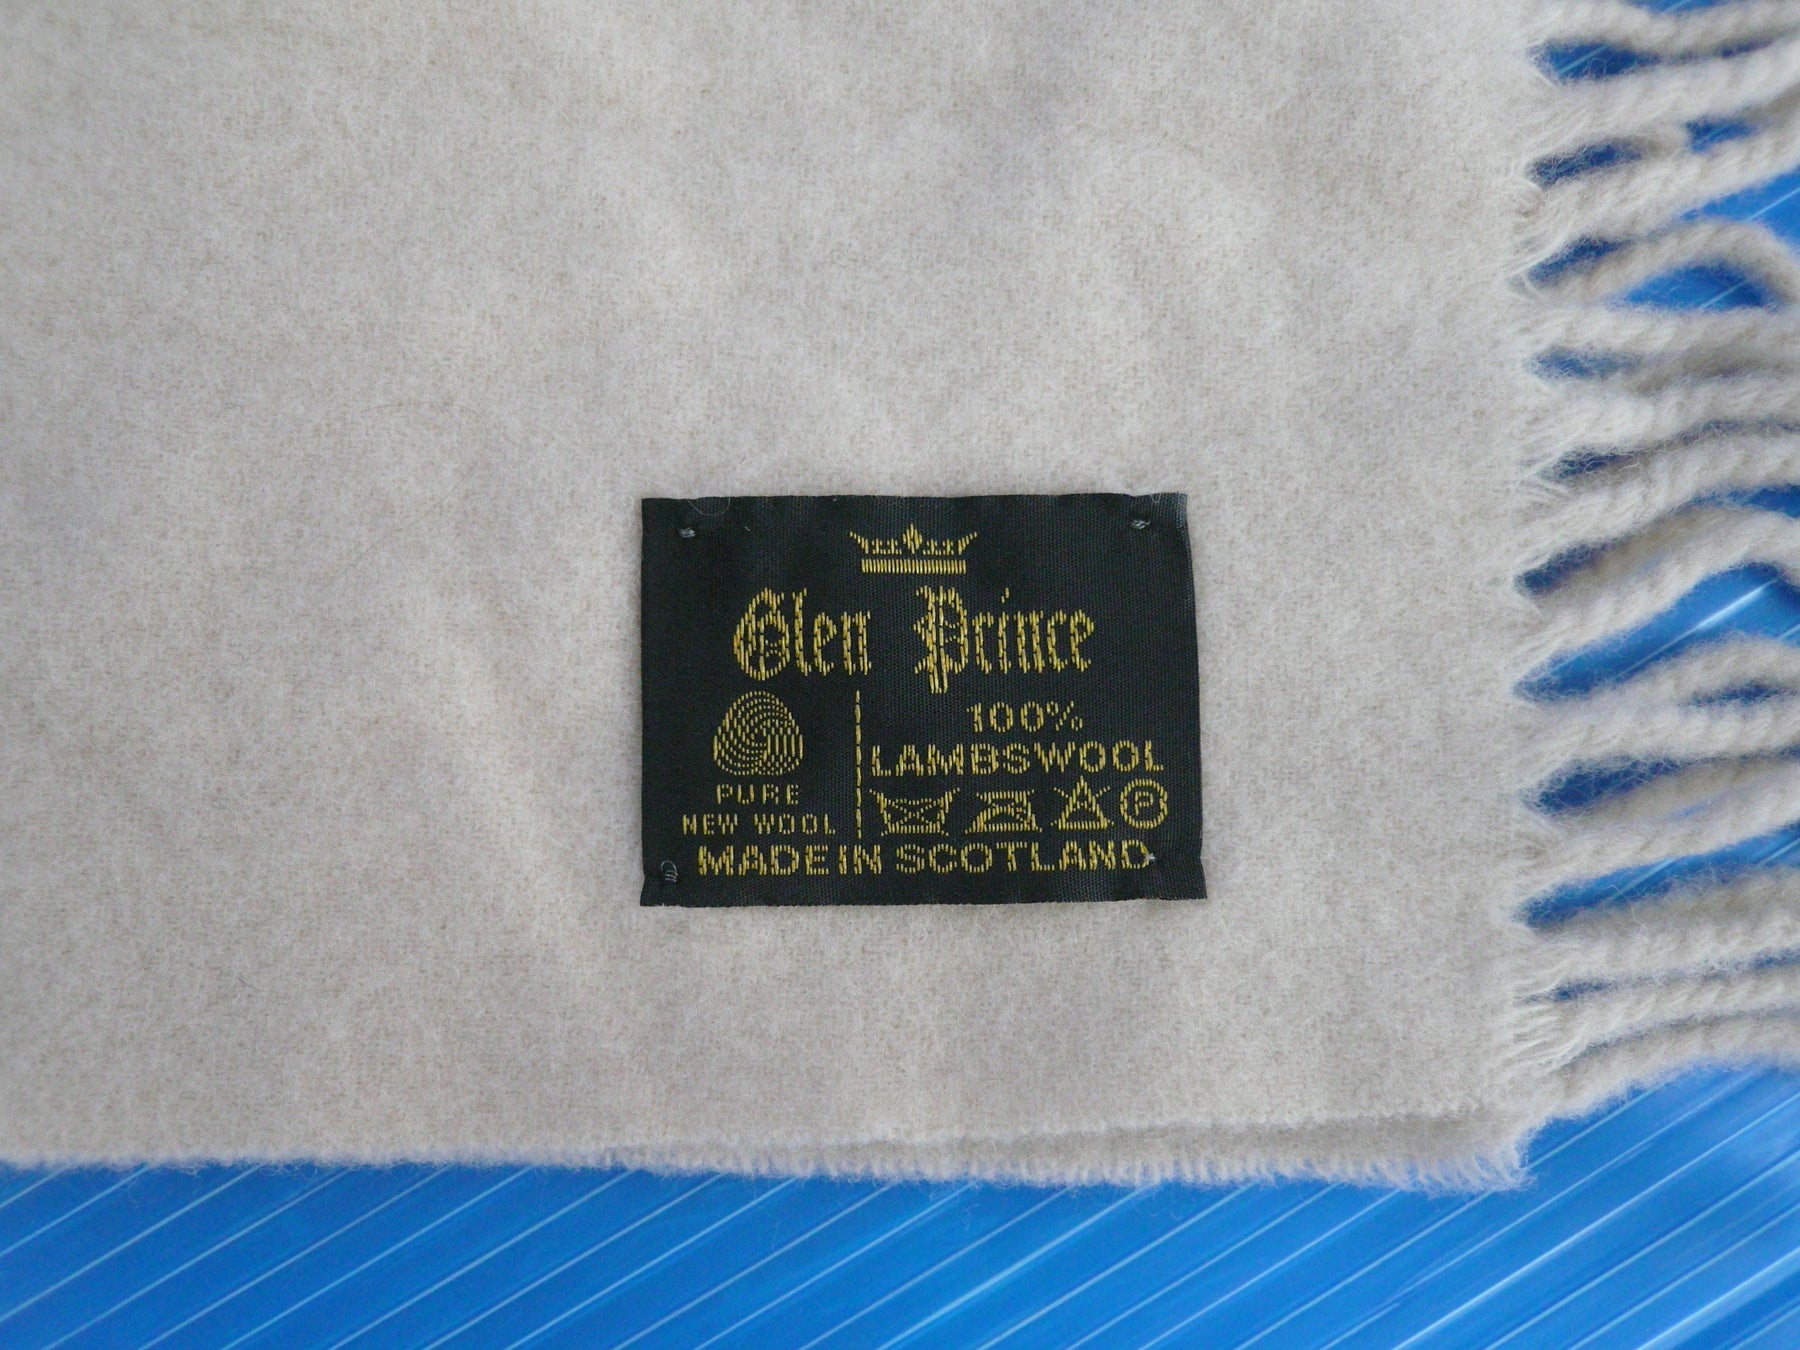 Glen Prince
100%
LAMBSWOOL
PURE
NEW WOOL
P
MADE IN SCOTLAND